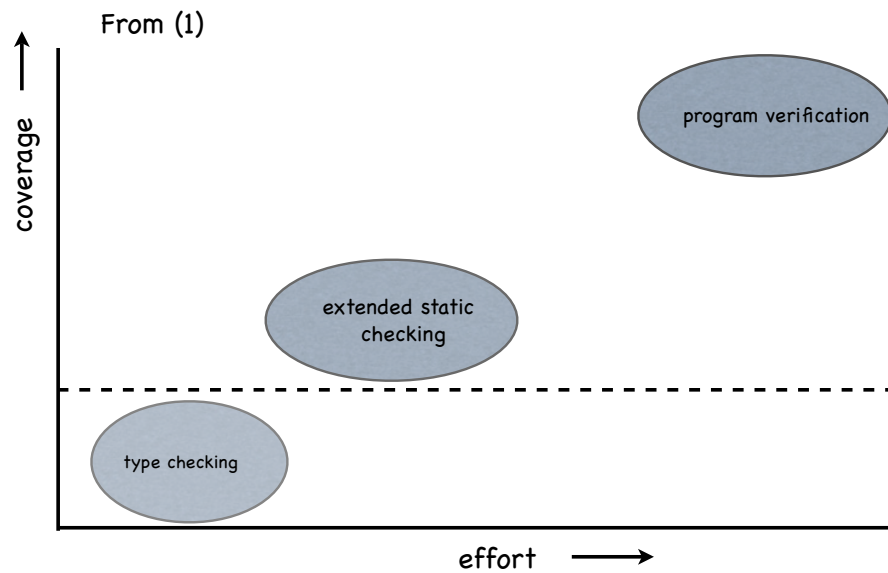 From (1)
coverage
program verification
extended static
checking
type checking
effort